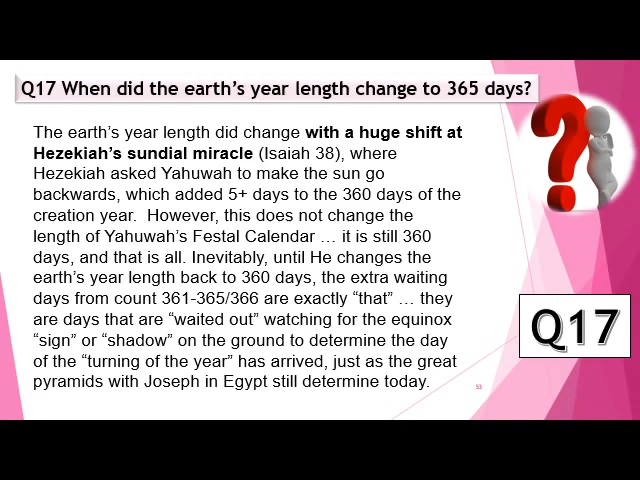 Q17 When did the earth’s year length change to 365 days?
The earth’s year length did change with a huge shift at
Hezekiah’s sundial miracle (Isaiah 38), where
Hezekiah asked Yahuwah to make the sun go
backwards, which added 5+ days to the 360 days of the
creation year.  However, this does not change the
length of Yahuwah’s Festal Calendar … it is still 360
days, and that is all. Inevitably, until He changes the
earth’s year length back to 360 days, the extra waiting
days from count 361-365/366 are exactly “that” … they
are days that are “waited out” watching for the equinox
“sign” or “shadow” on the ground to determine the day
of the “turning of the year” has arrived, just as the great
pyramids with Joseph in Egypt still determine today.
Q17
53